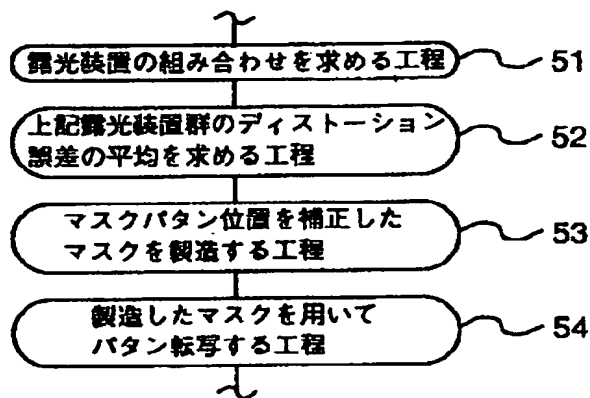 露光装置の組み合わせを求める工程 51
上記露光装置群のディストーション
誤差の平均を求める工程 52
マスクパタン位置を補正した
マスクを製造する工程 53
製造したマスクを用いて
パタン転写する工程 54